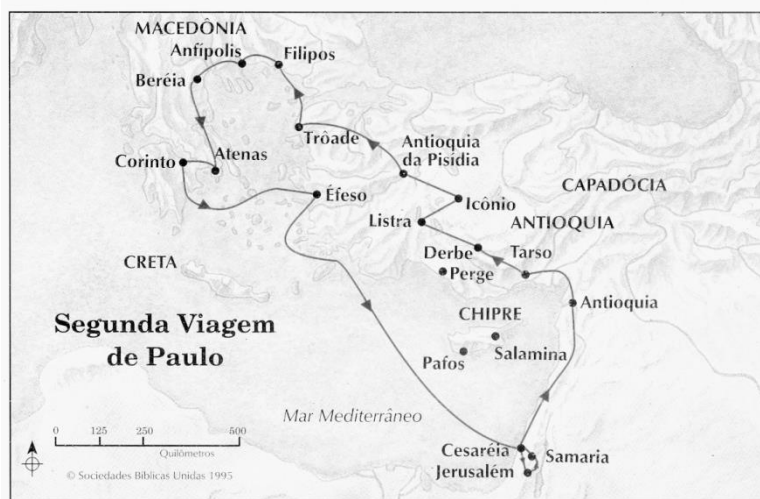 MACEDÔNIA
Anfípolis
Filipos
Beréia
Trôade
Antioquia
da Pisídia
Corinto
Atenas
CAPADÓCIA
Icônio
Éfeso
Listra
ANTIOQUIA
Derbe
Tarso
CRETA
Perge
Antioquia
Segunda Viagem
de Paulo
CHIPRE
Pafos
Salamina
Mar Mediterrâneo
0 125 250 500
Quilômetros
Cesaréia
Samaria
Jerusalém
© Sociedades Bíblicas Unidas 1995